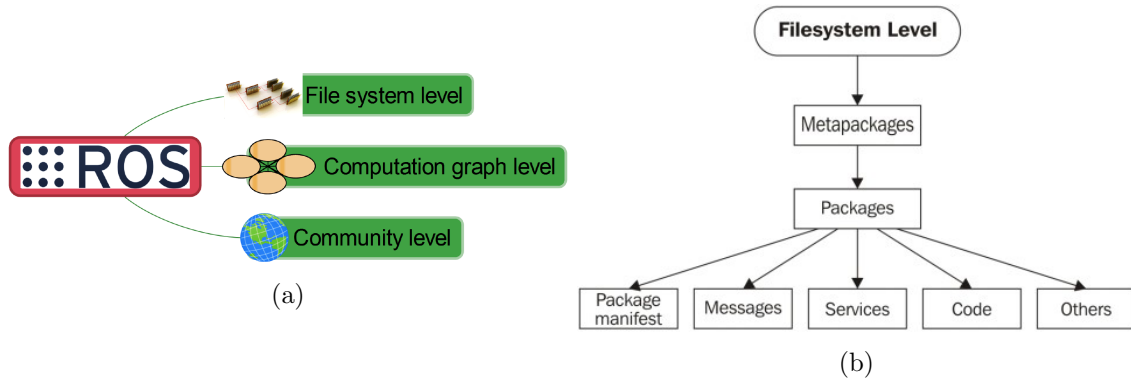 ROS
File system level
Computation graph level
Community level
(a)
Filesystem Level
Metapackages
Packages
Package
manifest
Messages
Services
Code
Others
(b)